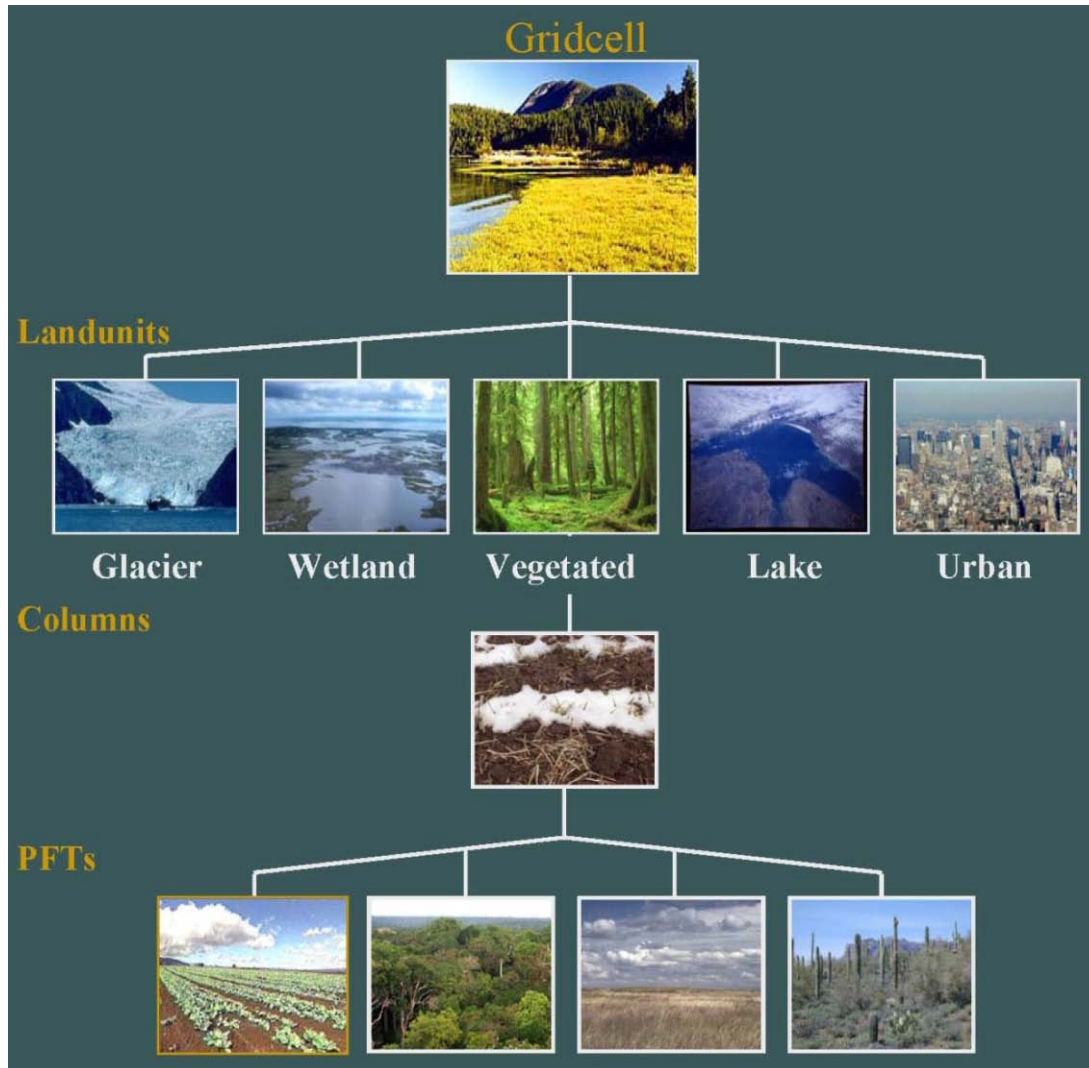 Gridcell
Landunits
Glacier
Wetland
Vegetated
Lake
Urban
Columns
PFTs